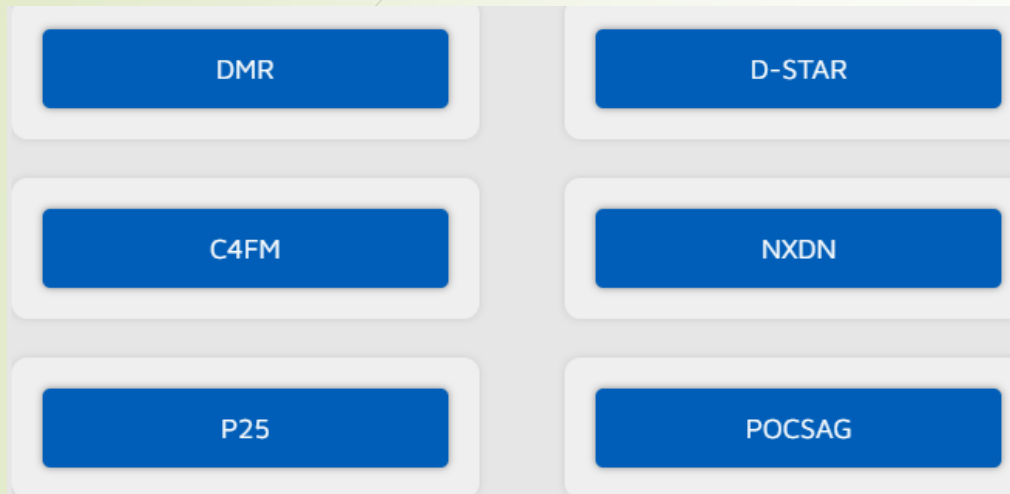 DMR
D-STAR
C4FM
NXDN
P25
POCSAG